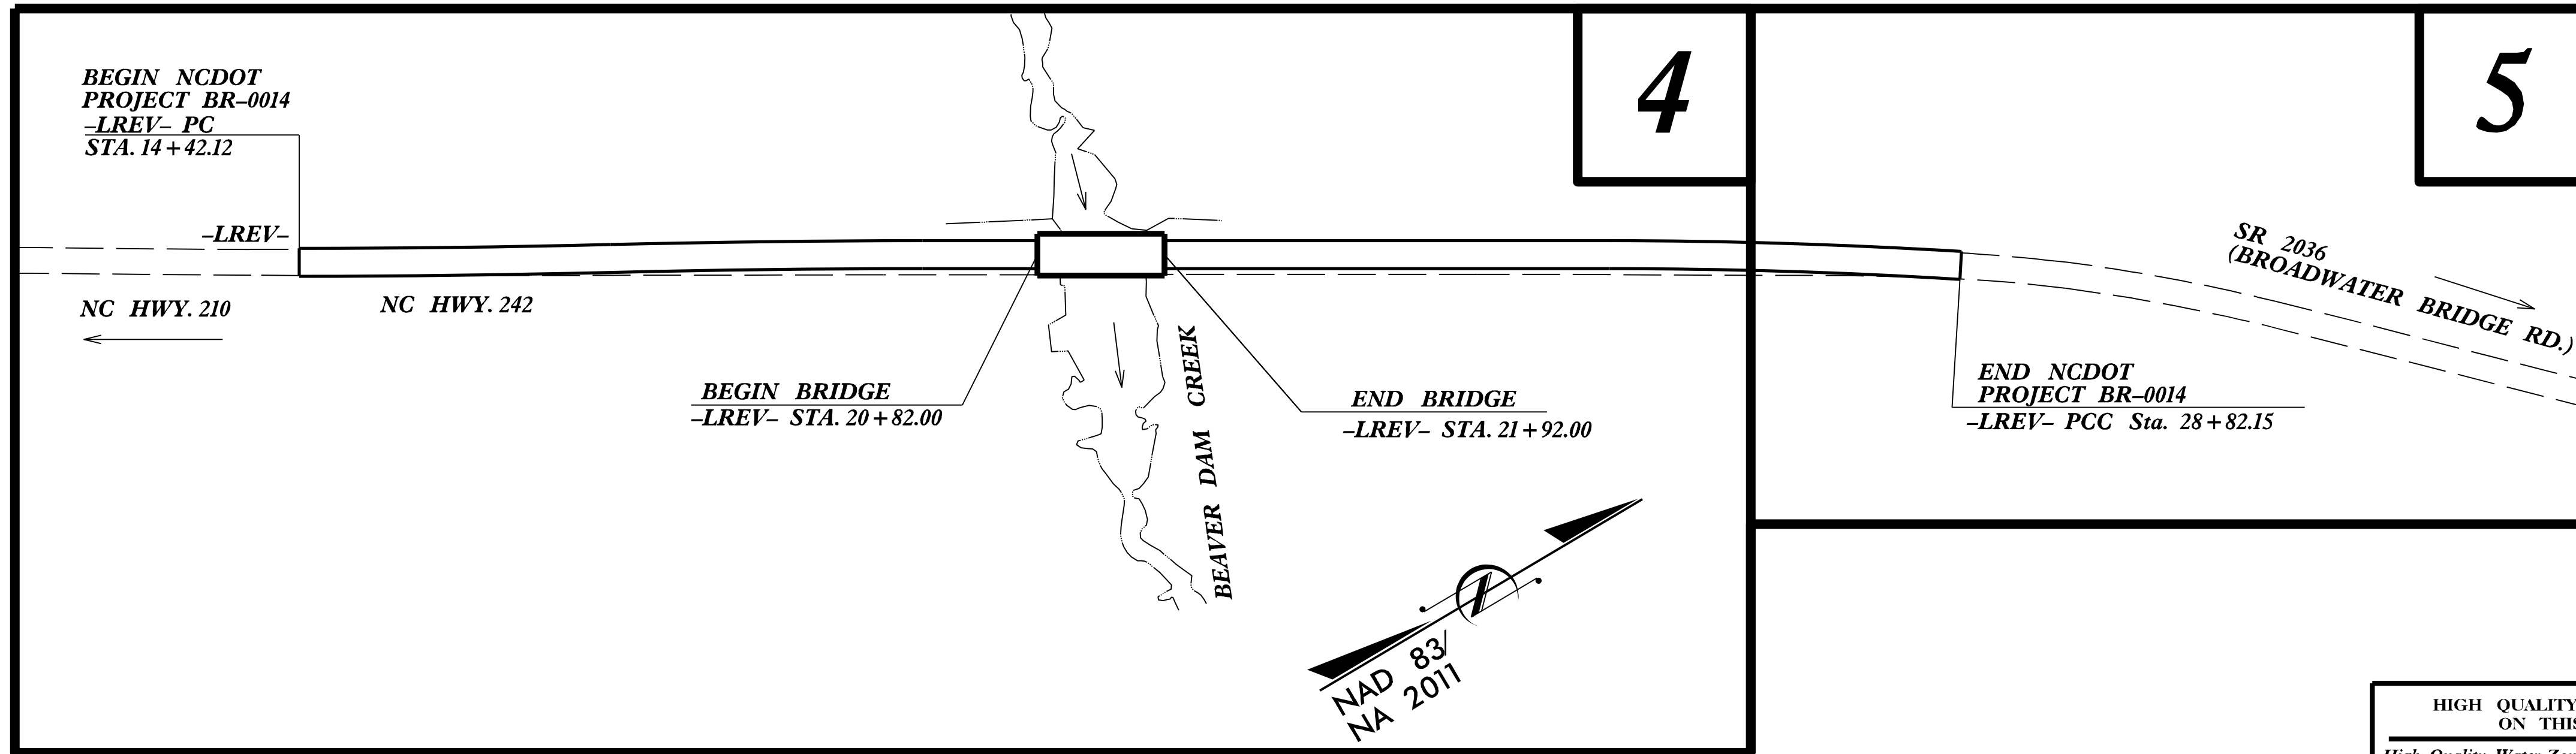 BEGIN NCDOT
PROJECT BR–0014
–LREV– PC
STA. 14+42.12
4
5
–LREV–
NC HWY. 210
NC HWY. 242
SR 2036
(BROADWATER BRIDGE RD.)
BEGIN BRIDGE
–LREV– STA. 20+82.00
BEAVER DAM CREEK
END BRIDGE
–LREV– STA. 21+92.00
END NCDOT
PROJECT BR–0014
–LREV– PCC Sta. 28+82.15
NAD 83/
NA 2011
HIGH QUALITY
ON THIS